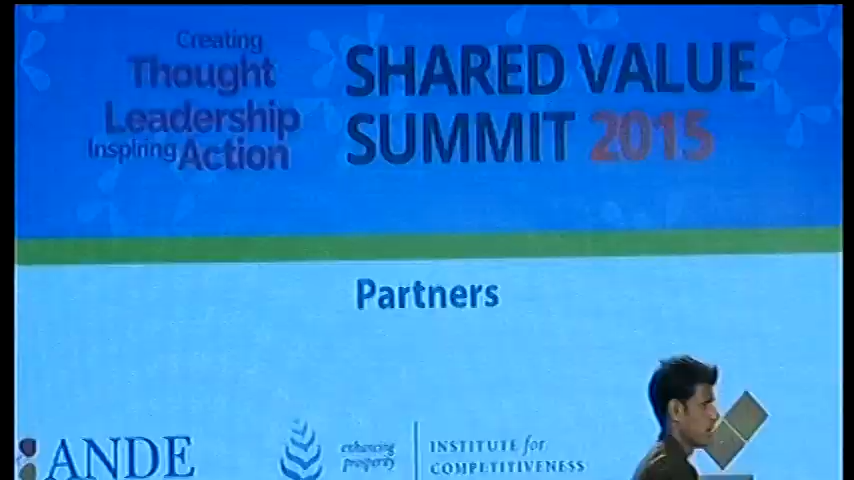 Creating
Thought
Leadership
Inspiring Action
SHARED VALUE
SUMMIT 2015
Partners
ANDE
enhancing
prosperity
INSTITUTE for
COMPETITIVENESS